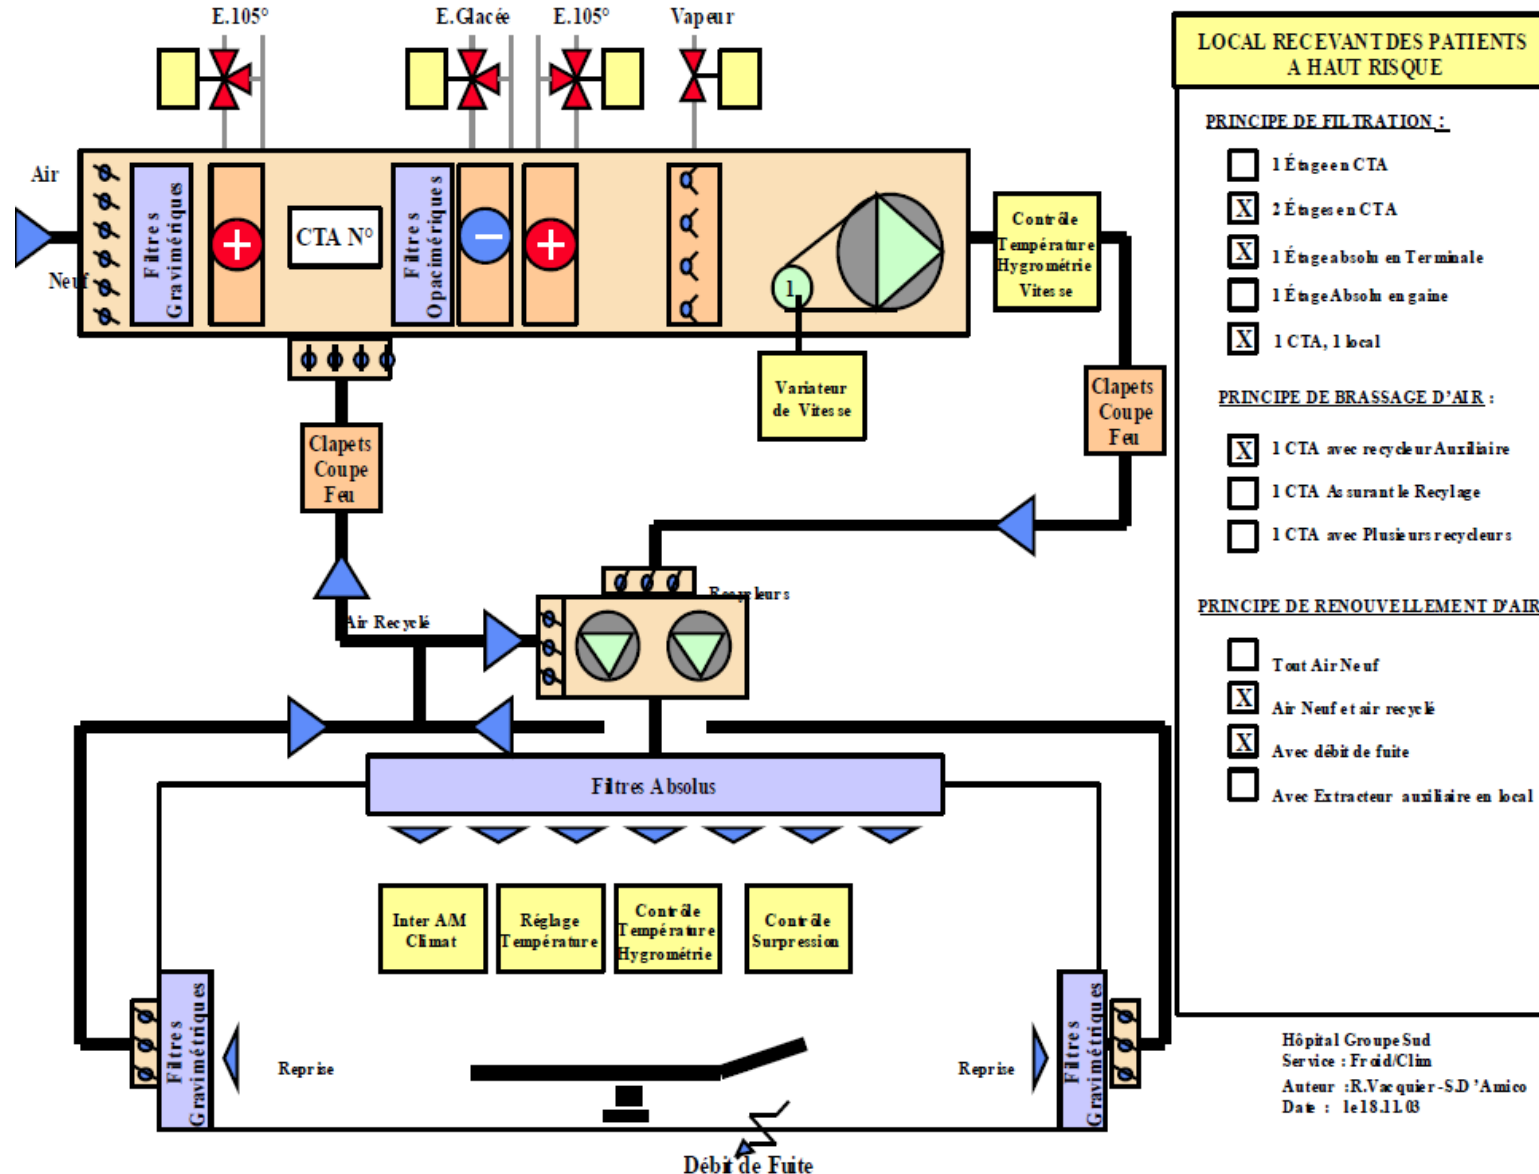 E.105°
E.Glacée
E.105°
Vapeur
Air
Neuf
Filtres
Gravimériques
+
CTA N°
Filtres
Opacimériques
−
+
1
Contrôle
Température
Hygrométrie
Vitesse
Variateur
de Vitesse
Clapets
Coupe
Feu
Clapets
Coupe
Feu
Recycleurs
Air Recyclé
Filtres Absolus
Inter A/M
Climat
Réglage
Température
Contrôle
Température
Hygrométrie
Contrôle
Surpression
Filtres
Gravimétriques
Reprise
Reprise
Filtres
Gravimétriques
Débit de Fuite
LOCAL RECEVANT DES PATIENTS
A HAUT RISQUE
PRINCIPE DE FILTRATION :
1 Étage en CTA
X 2 Étages en CTA
X 1 Étage absolu en Terminale
1 Étage Absolu en gaine
X 1 CTA, 1 local
PRINCIPE DE BRASSAGE D’AIR :
X 1 CTA avec recycleur Auxiliaire
1 CTA Assurant le Recylage
1 CTA avec Plusieurs recycleurs
PRINCIPE DE RENOUVELLEMENT D’AIR
Tout Air Neuf
X Air Neuf et air recyclé
X Avec débit de fuite
Avec Extracteur auxiliaire en local
Hôpital Groupe Sud
Service : Froid/Clim
Auteur :R.Vacquier -S.D ’Amico
Date : le 18.11.03